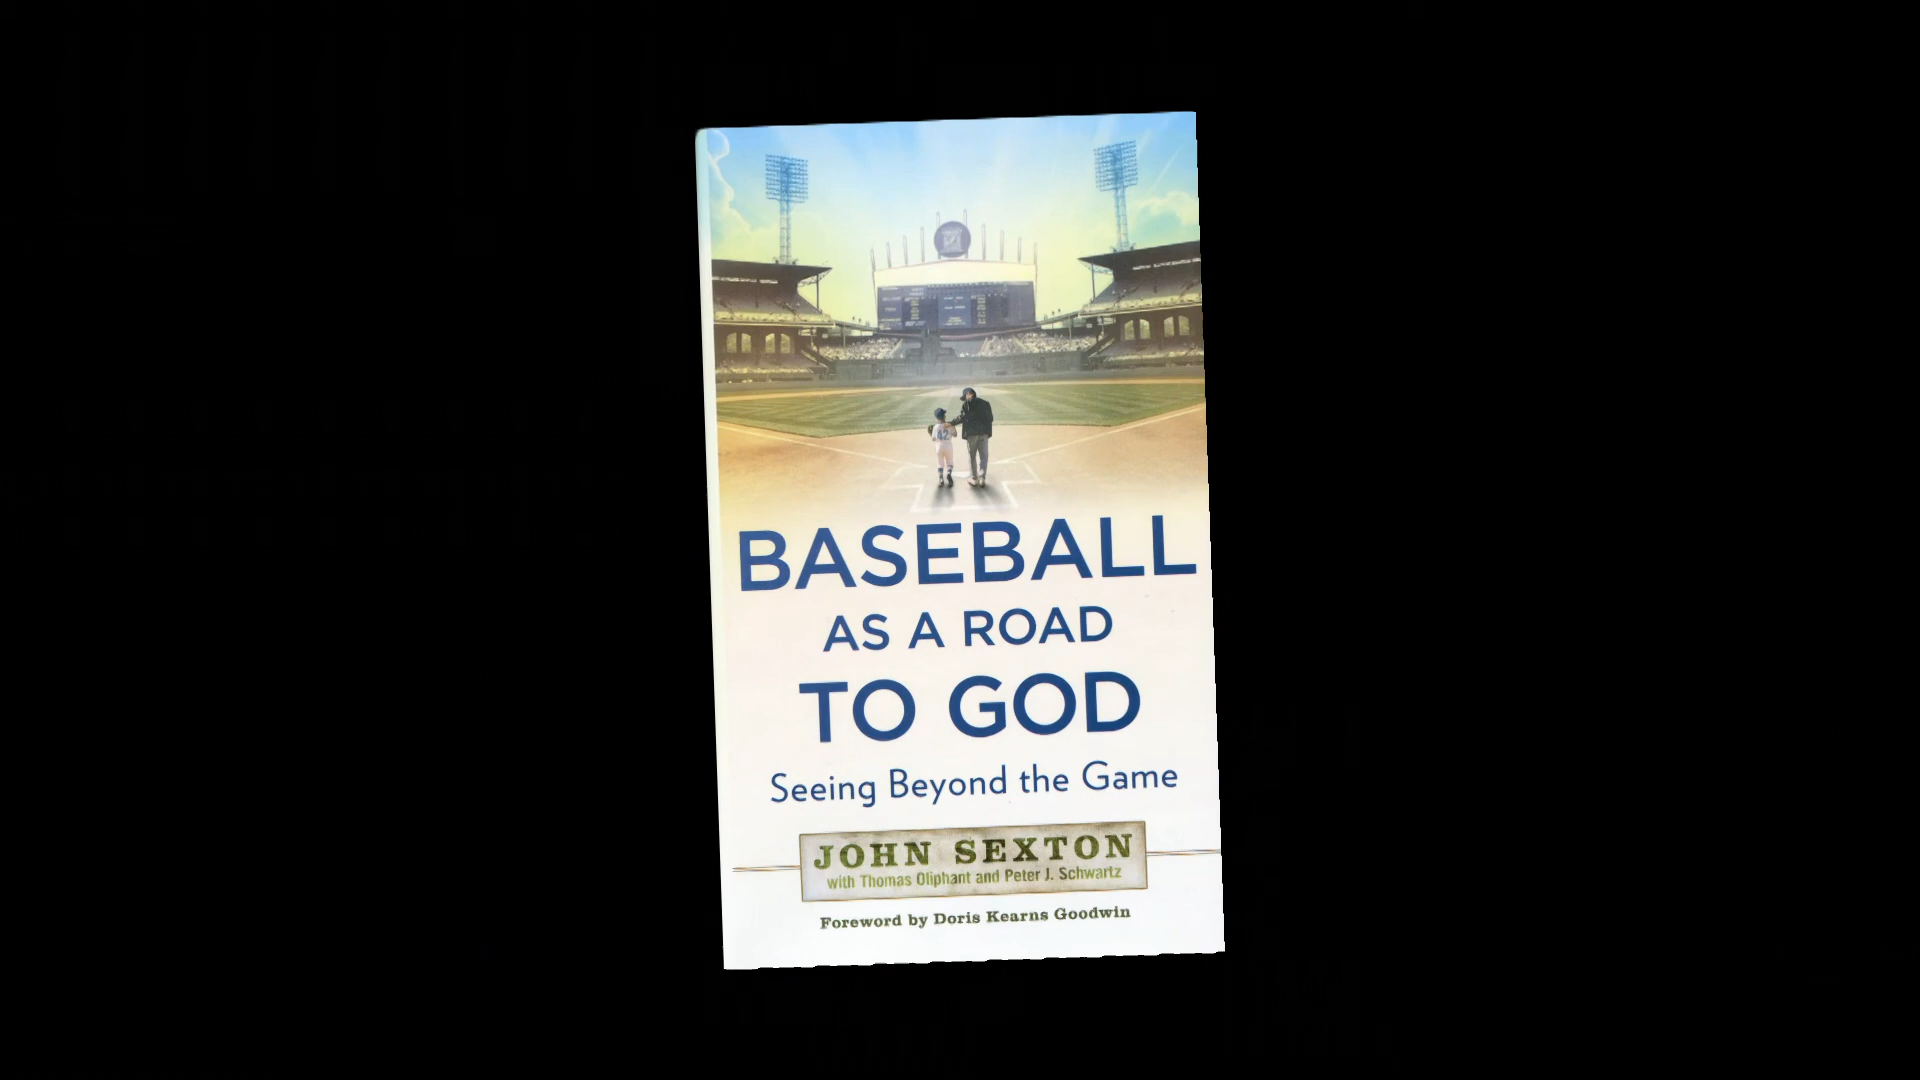 42
BASEBALL
AS A ROAD
TO GOD
Seeing Beyond the Game
JOHN SEXTON
with Thomas Oliphant and Peter J. Schwartz
Foreword by Doris Kearns Goodwin